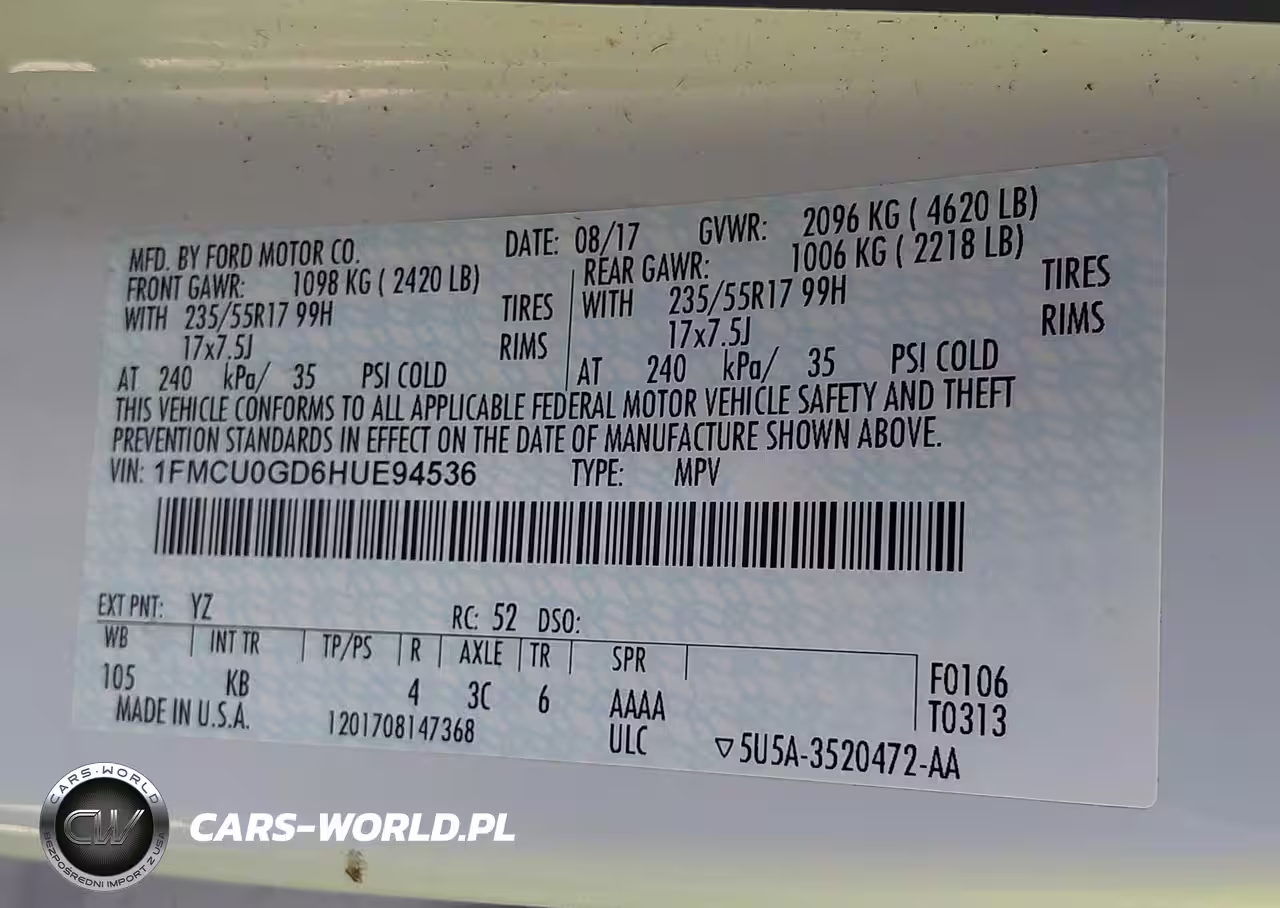 MFD. BY FORD MOTOR CO. DATE: 08/17 GVWR: 2096 KG ( 4620 LB)
FRONT GAWR: 1098 KG ( 2420 LB) REAR GAWR: 1006 KG ( 2218 LB)
WITH 235/55R17 99H TIRES WITH 235/55R17 99H TIRES
17x7.5J RIMS 17x7.5J RIMS
AT 240 kPa/ 35 PSI COLD AT 240 kPa/ 35 PSI COLD
THIS VEHICLE CONFORMS TO ALL APPLICABLE FEDERAL MOTOR VEHICLE SAFETY AND THEFT
PREVENTION STANDARDS IN EFFECT ON THE DATE OF MANUFACTURE SHOWN ABOVE.
VIN: 1FMCU0GD6HUE94536 TYPE: MPV
EXT PNT: YZ RC: 52 DSO:
WB INT TR TP/PS R AXLE TR SPR
105 KB 4 3C 6 AAAA F0106
T0313
MADE IN U.S.A. 1201708147368 ULC ▽5U5A-3520472-AA
CARS-WORLD
CW
BEZPOŚREDNI IMPORT Z USA
CARS-WORLD.PL